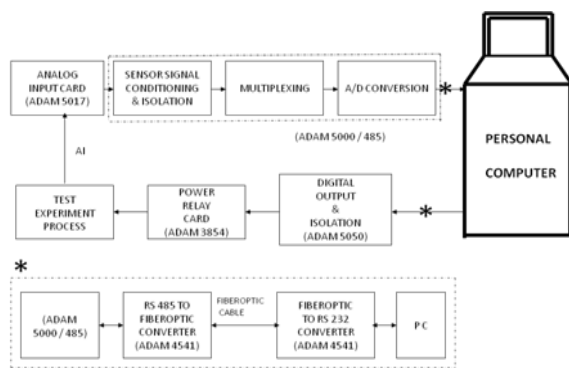 ANALOG
INPUT CARD
(ADAM 5017)
SENSOR SIGNAL
CONDITIONING
& ISOLATION
MULTIPLEXING
A/D CONVERSION
*
(ADAM 5000 / 485)
PERSONAL
COMPUTER
AI
TEST
EXPERIMENT
PROCESS
POWER
RELAY
CARD
(ADAM 3854)
DIGITAL
OUTPUT
&
ISOLATION
(ADAM 5050)
*
*
(ADAM
5000 / 485)
RS 485 TO
FIBEROPTIC
CONVERTER
(ADAM 4541)
FIBEROPTIC
CABLE
FIBEROPTIC
TO RS 232
CONVERTER
(ADAM 4541)
PC